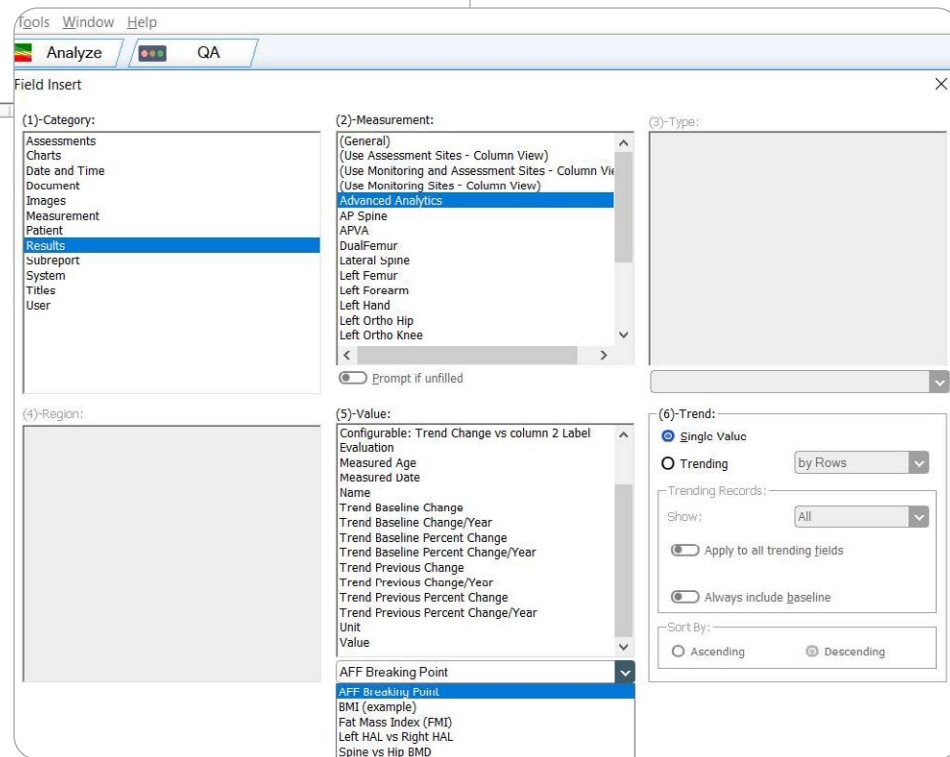 Tools Window Help
Analyze QA
Field Insert
(1)-Category:
Assessments
Charts
Date and Time
Document
Images
Measurement
Patient
Results
Subreport
System
Titles
User
(2)-Measurement:
(General)
(Use Assessment Sites - Column View)
(Use Monitoring and Assessment Sites - Column Vie
(Use Monitoring Sites - Column View)
Advanced Analytics
AP Spine
APVA
DualFemur
Lateral Spine
Left Femur
Left Forearm
Left Hand
Left Ortho Hip
Left Ortho Knee
Prompt if unfilled
(3)-Type:
(4)-Region:
(5)-Value:
Configurable: Trend Change vs column 2 Label
Evaluation
Measured Age
Measured Date
Name
Trend Baseline Change
Trend Baseline Change/Year
Trend Baseline Percent Change
Trend Baseline Percent Change/Year
Trend Previous Change
Trend Previous Change/Year
Trend Previous Percent Change
Trend Previous Percent Change/Year
Unit
Value
AFF Breaking Point
AFF Breaking Point
BMI (example)
Fat Mass Index (FMI)
Left HAL vs Right HAL
Spine vs Hip BMD
(6)-Trend:
Single Value
Trending by Rows
Trending Records:
Show: All
Apply to all trending fields
Always include baseline
Sort By:
Ascending Descending